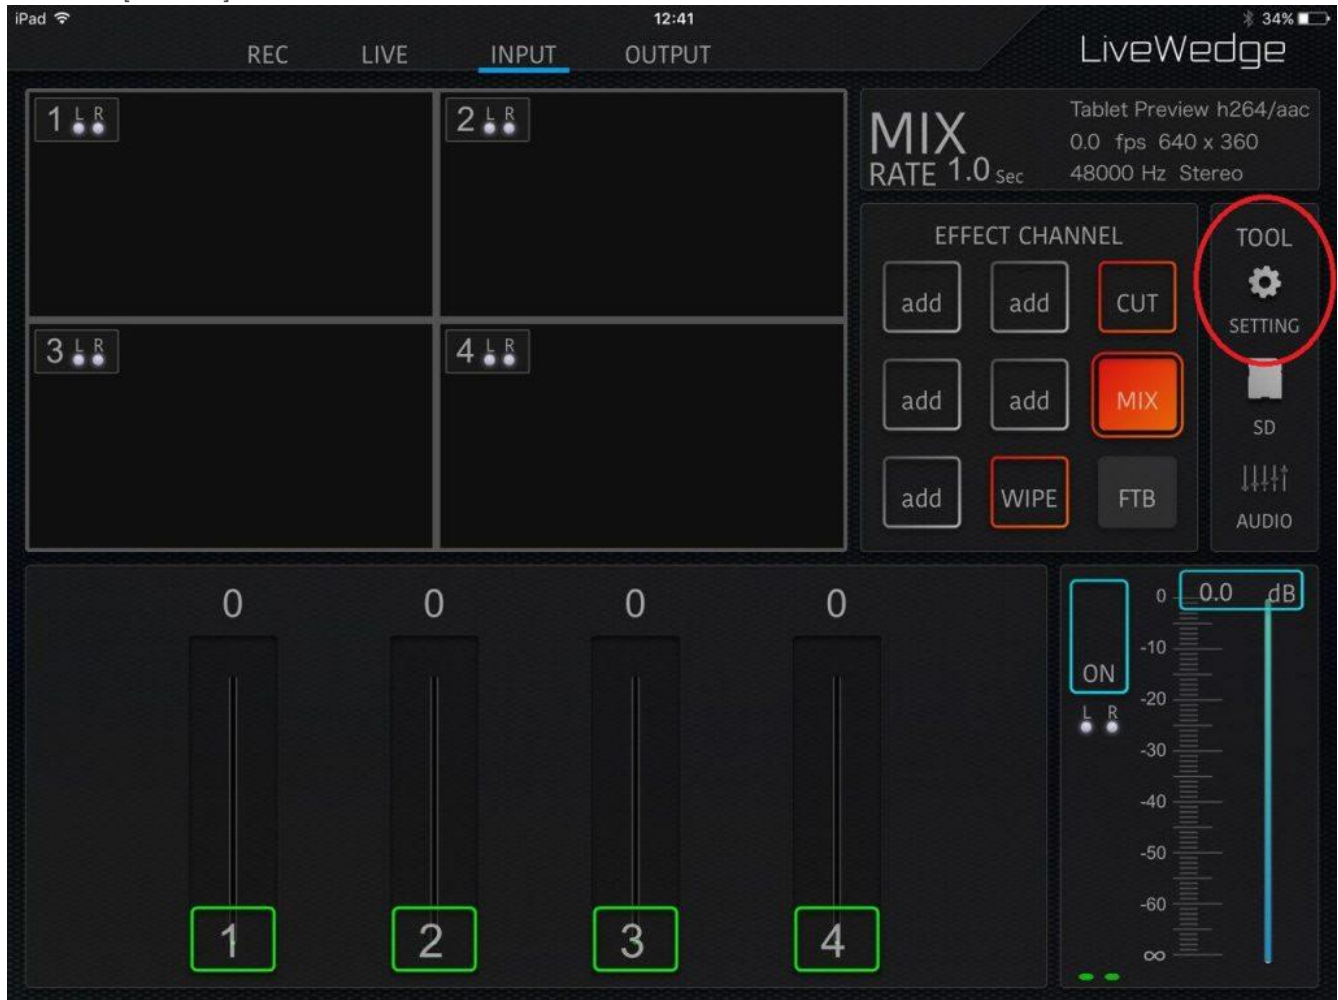 iPad
12:41
34%
REC LIVE INPUT OUTPUT
LiveWedge
1 L R
2 L R
3 L R
4 L R
MIX
RATE 1.0 Sec
Tablet Preview h264/aac
0.0 fps 640 x 360
48000 Hz Stereo
EFFECT CHANNEL
add add CUT
add add MIX
add WIPE FTB
TOOL
SETTING
SD
AUDIO
0 0 0 0
1 2 3 4
ON
L R
0.0 dB
0
-10
-20
-30
-40
-50
-60
∞